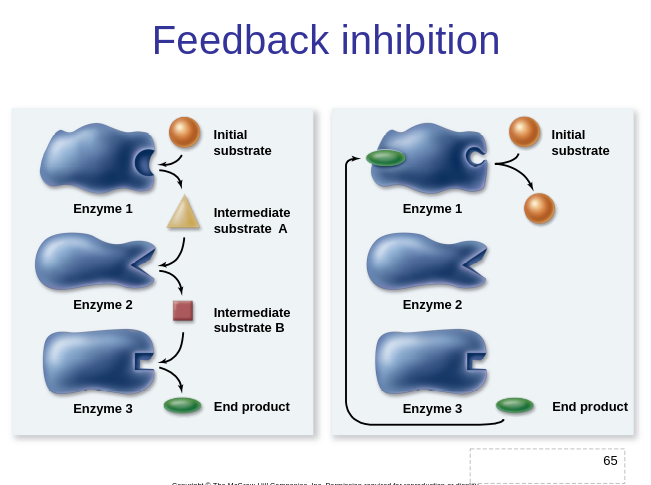 Feedback inhibition
Initial
substrate
Enzyme 1
Intermediate
substrate A
Enzyme 2
Intermediate
substrate B
Enzyme 3
End product
Initial
substrate
Enzyme 1
Enzyme 2
Enzyme 3
End product
65
Copyright © The McGraw-Hill Companies, Inc. Permission required for reproduction or display.